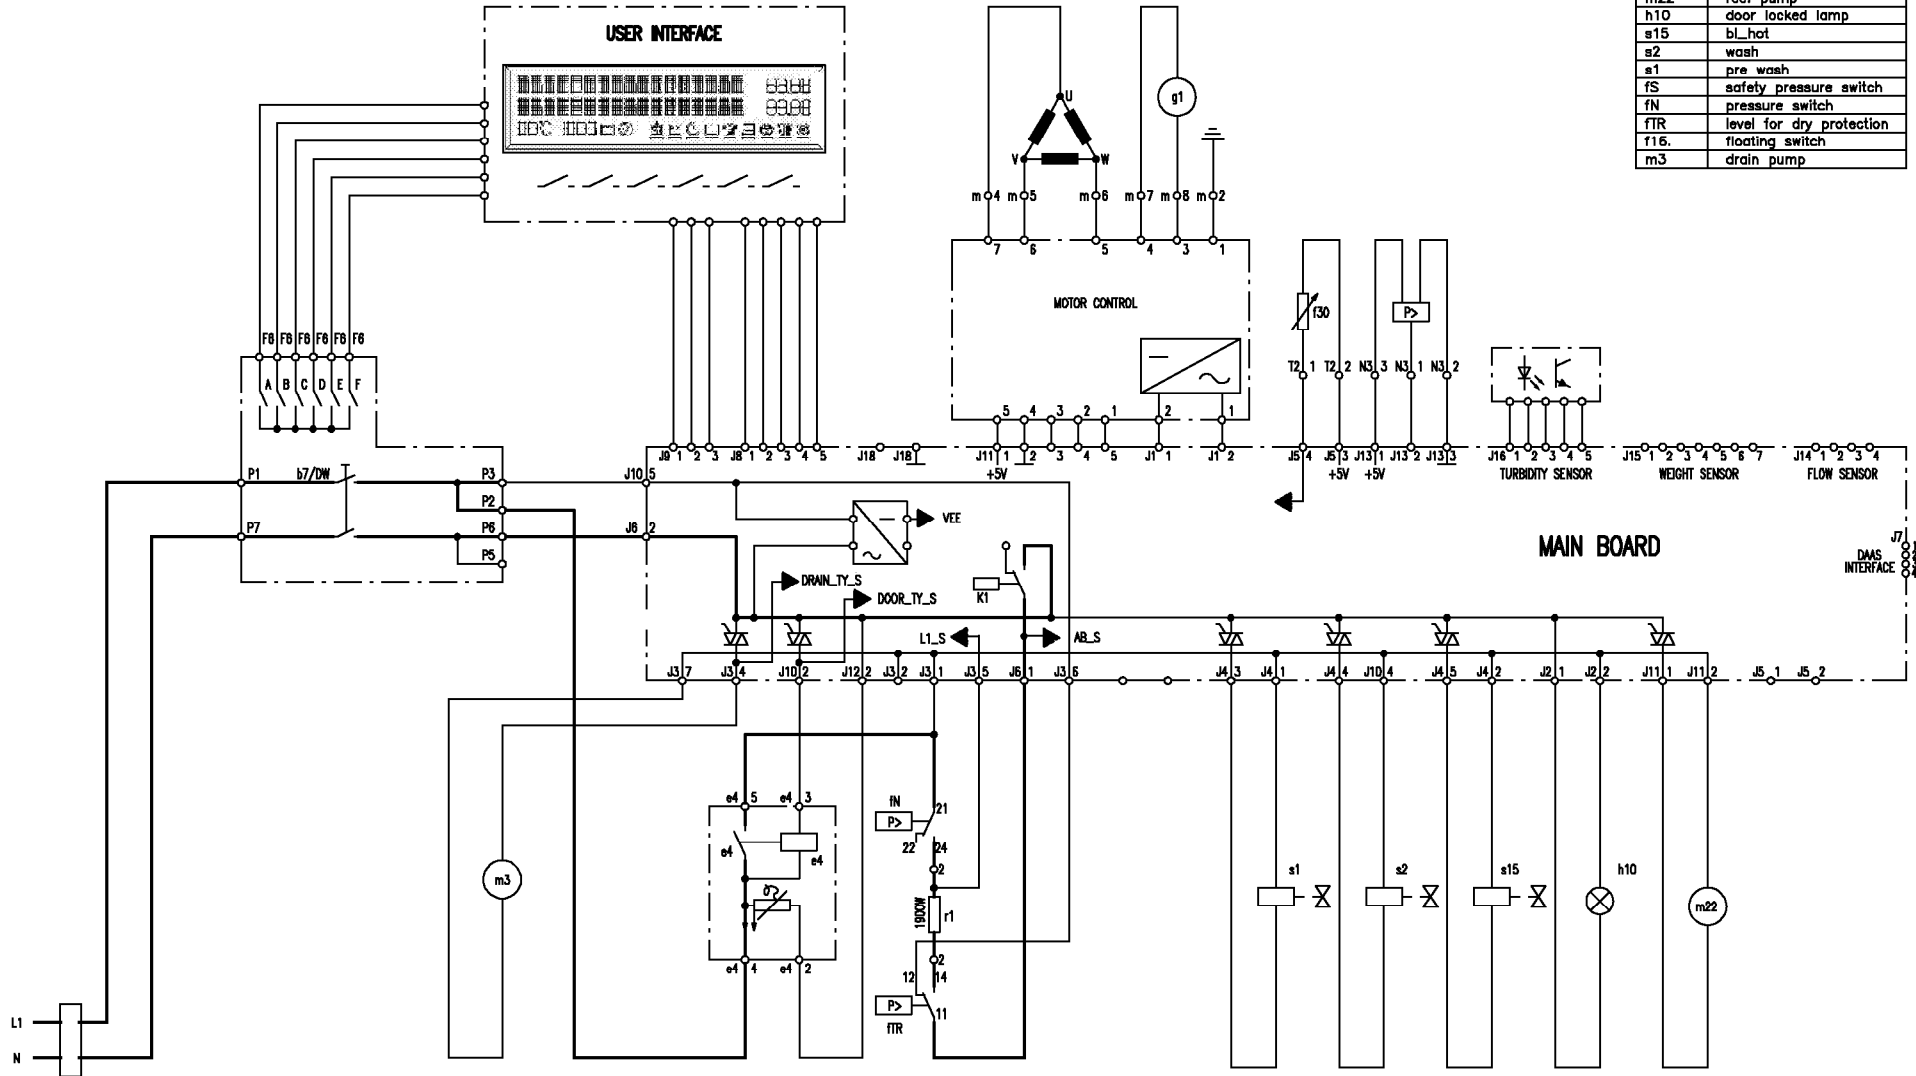 USER INTERFACE
h10 door locked lamp
s15 bl_hot
s2 wash
s1 pre wash
fS safety pressure switch
fN pressure switch
fTR level for dry protection
f16. floating switch
m3 drain pump
U
g1
V W
m 4 m 5 m 6 m 7 m 8 m 2
7 6 5 4 3 1
MOTOR CONTROL
f30
P>
F6 F6 F6 F6 F6 F6
T2 1 T2 2 N3 3 N3 1 N3 2
A B C D E F
5 4 3 2 1 2 1
J9 1 2 3 J8 1 2 3 4 5 J18 J18 J11 1 2 3 4 5 J1 1 J1 2 J5 4 J5 3 J13 1 J13 2 J13 3 J16 1 2 3 4 5 J15 1 2 3 4 5 6 7 J14 1 2 3 4
+5V +5V +5V TURBIDITY SENSOR WEIGHT SENSOR FLOW SENSOR
P1 b7/DW P3 J10 5
P2
VEE
P7 P6 J6 2
P5
MAIN BOARD
J7 1
DAAS 2
INTERFACE 3
4
DRAIN_TY_S
K1
DOOR_TY_S
L1_S AB_S
J3 7 J3 4 J10 2 J12 2 J3 2 J3 1 J3 5 J6 1 J3 6 J4 3 J4 1 J4 4 J10 4 J4 5 J4 2 J2 1 J2 2 J11 1 J11 2 J5 1 J5 2
e4 5 e4 3 fN 21
P>
22 24
e4 e4
2
m3
s1 s2 s15 h10
1900W r1
m22
2
e4 4 e4 2 12 14
P>
11
fTR
L1
N